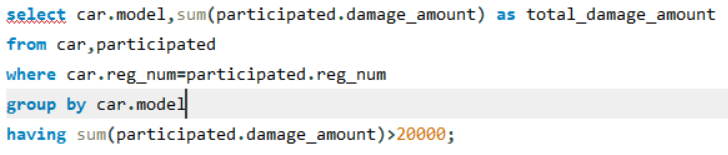 select car.model,sum(participated.damage_amount) as total_damage_amount
from car,participated
where car.reg_num=participated.reg_num
group by car.model
having sum(participated.damage_amount)>20000;